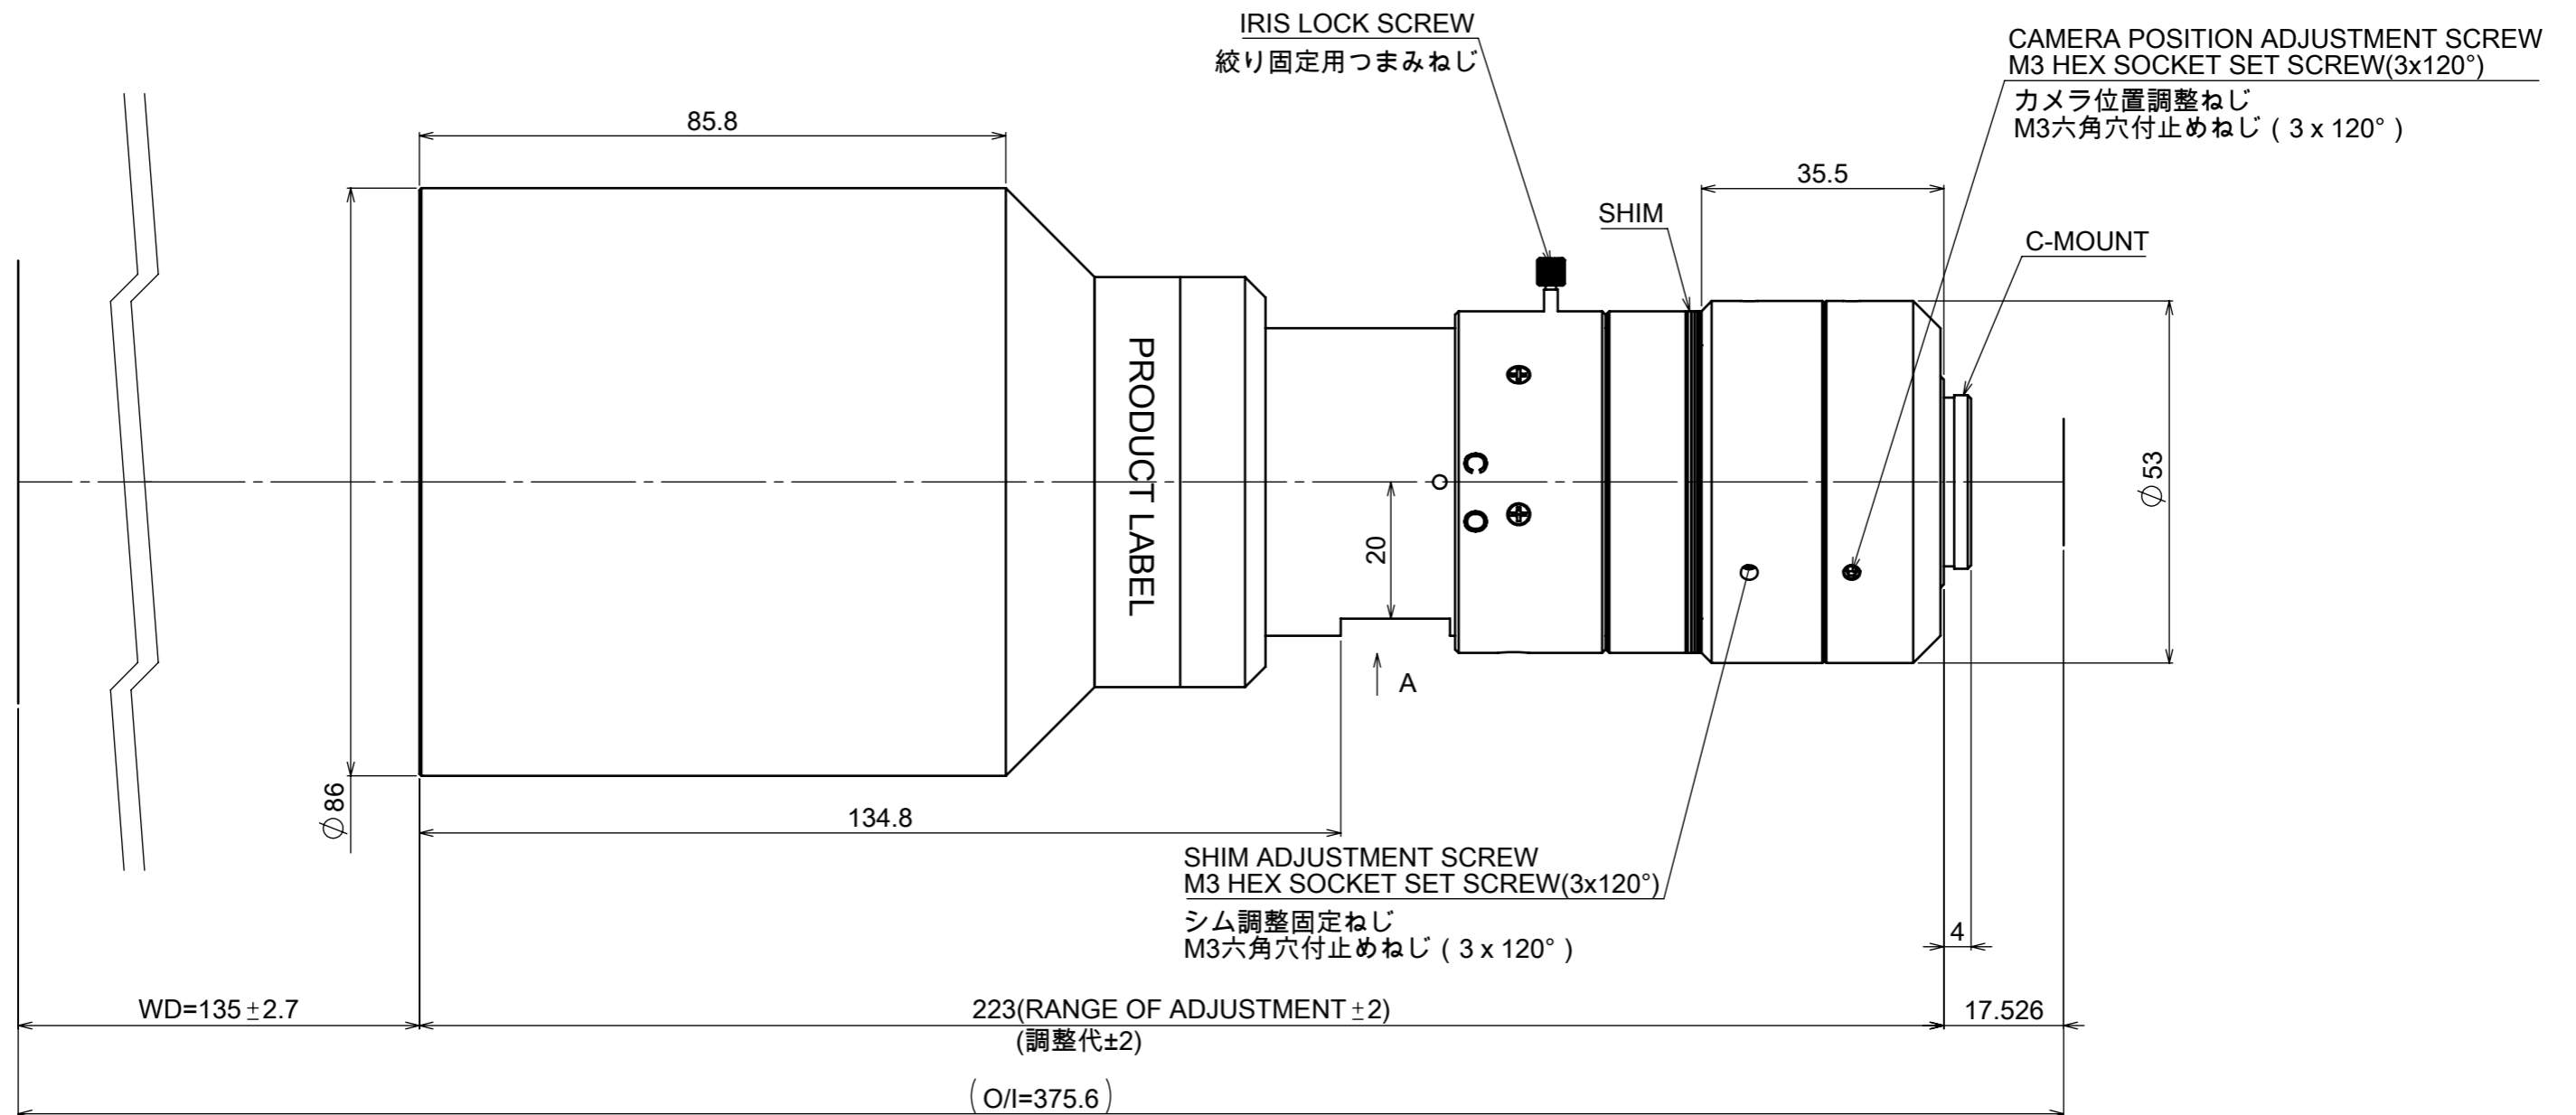 IRIS LOCK SCREW
絞り固定用つまみねじ
CAMERA POSITION ADJUSTMENT SCREW
M3 HEX SOCKET SET SCREW(3x120°)
カメラ位置調整ねじ
M3六角穴付止めねじ ( 3 x 120° )
85.8
35.5
SHIM
C-MOUNT
PRODUCT LABEL
C
O
20
A
⌀53
⌀86
134.8
SHIM ADJUSTMENT SCREW
M3 HEX SOCKET SET SCREW(3x120°)
シム調整固定ねじ
M3六角穴付止めねじ ( 3 x 120° )
4
WD=135±2.7
223(RANGE OF ADJUSTMENT±2)
(調整代±2)
17.526
(O/I=375.6)